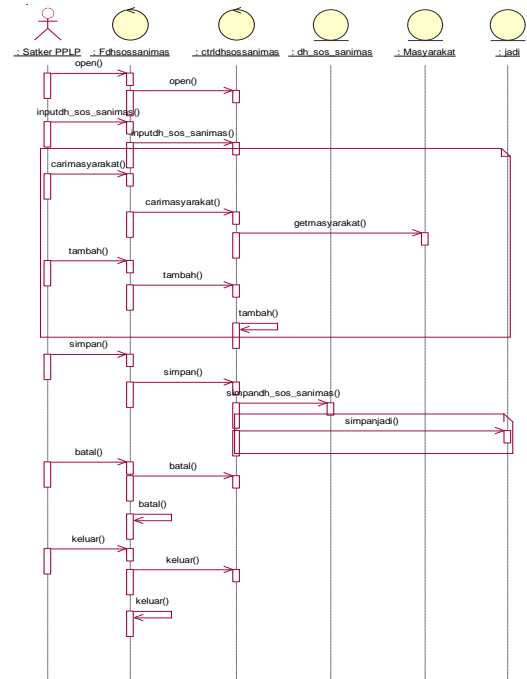 : Satker PPLP : Fdhsossanimas : ctrldhsossanimas : dh_sos_sanimas : Masyarakat : jadi
open()
open()
inputdh_sos_sanimas()
inputdh_sos_sanimas()
carimasyarakat()
carimasyarakat()
getmasyarakat()
tambah()
tambah()
tambah()
simpan()
simpan()
simpandh_sos_sanimas()
simpanjadi()
batal()
batal()
batal()
keluar()
keluar()
keluar()